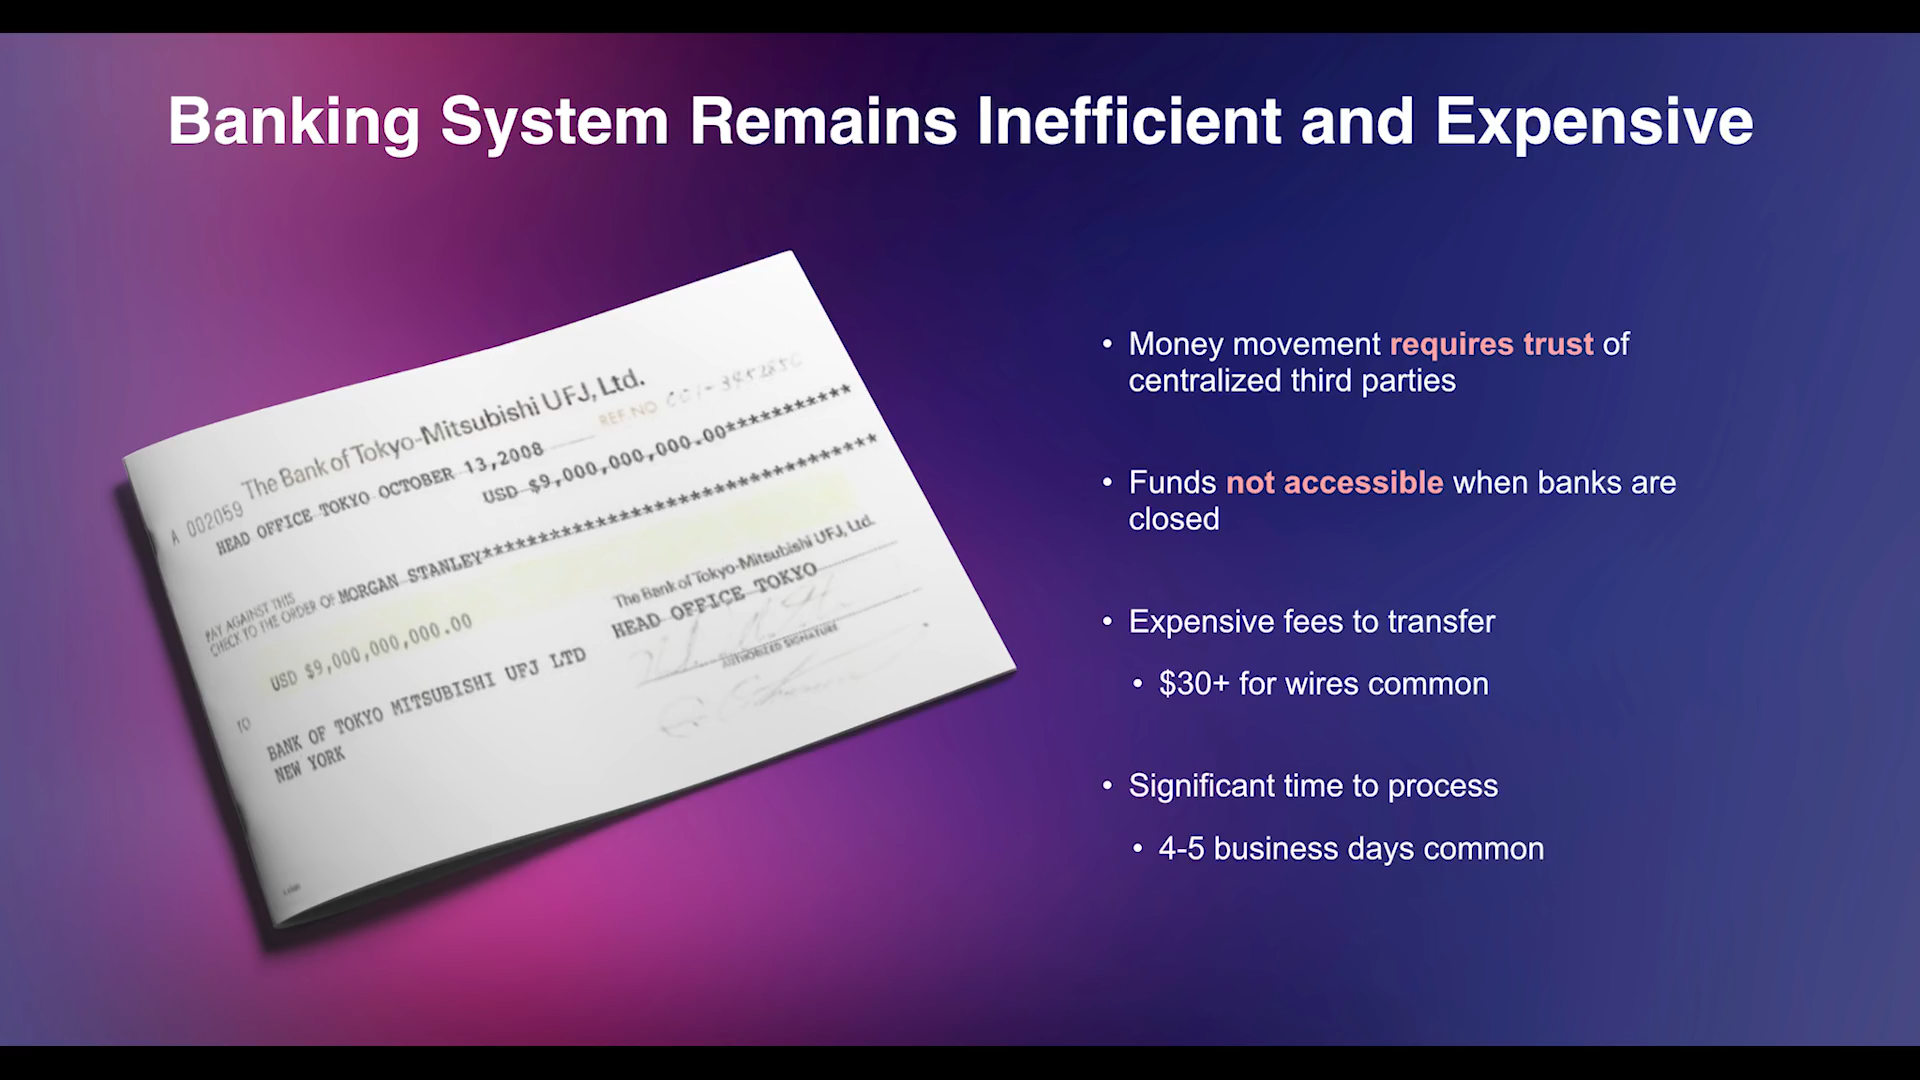 Banking System Remains Inefficient and Expensive
The Bank of Tokyo-Mitsubishi UFJ, Ltd.
A 002059
HEAD OFFICE TOKYO OCTOBER 13,2008
REF. NO
USD $9,000,000,000.00***********
PAY AGAINST THIS
CHECK TO THE ORDER OF MORGAN STANLEY
USD $9,000,000,000.00
The Bank of Tokyo-Mitsubishi UFJ, Ltd.
HEAD OFFICE TOKYO
AUTHORIZED SIGNATURE
TO
BANK OF TOKYO MITSUBISHI UFJ LTD
NEW YORK
• Money movement requires trust of
centralized third parties
• Funds not accessible when banks are
closed
• Expensive fees to transfer
• $30+ for wires common
• Significant time to process
• 4-5 business days common